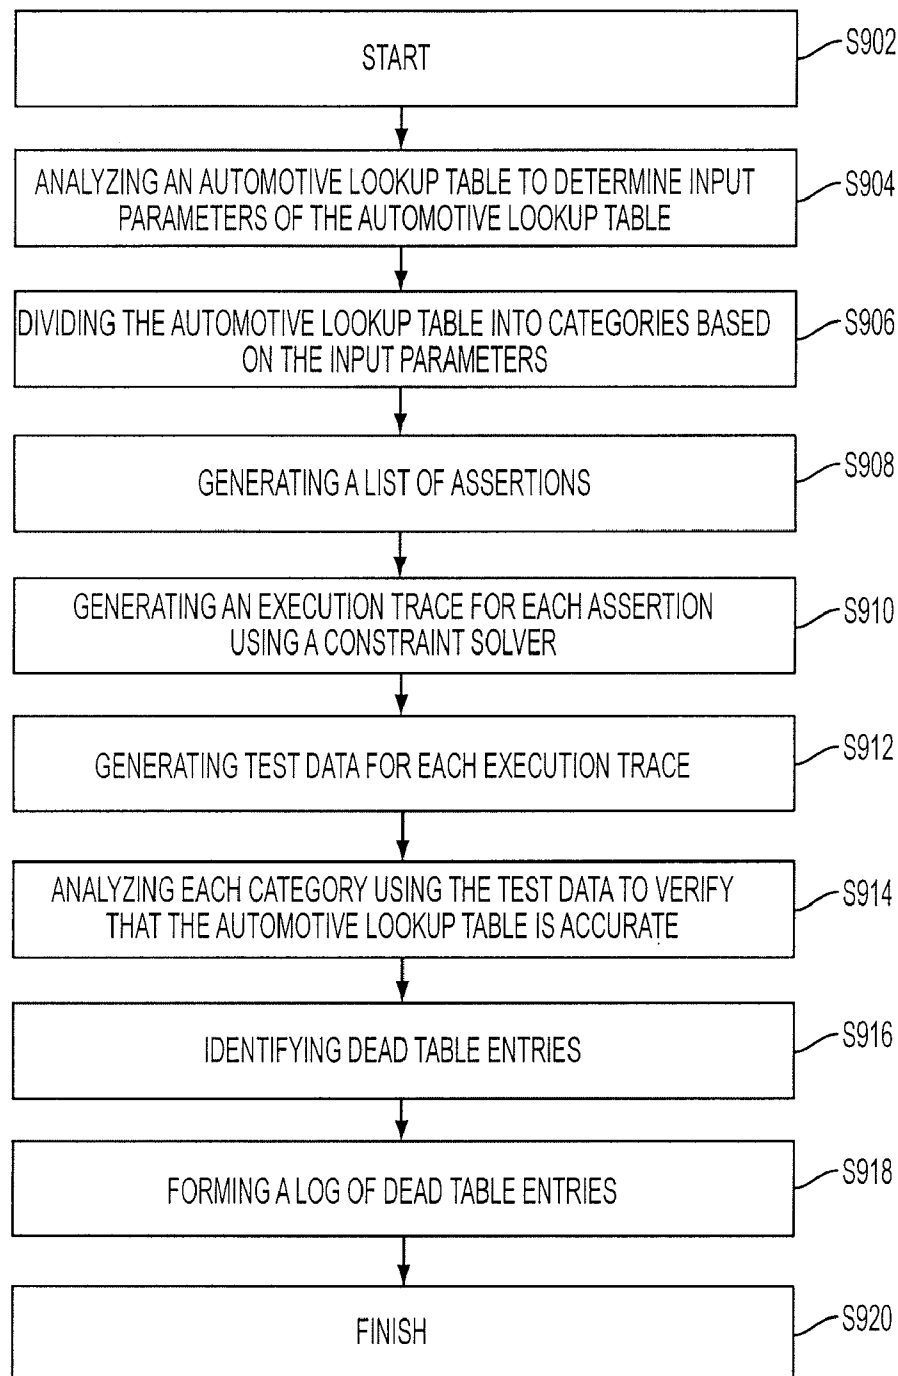 START
S902
ANALYZING AN AUTOMOTIVE LOOKUP TABLE TO DETERMINE INPUT
PARAMETERS OF THE AUTOMOTIVE LOOKUP TABLE
S904
DIVIDING THE AUTOMOTIVE LOOKUP TABLE INTO CATEGORIES BASED
ON THE INPUT PARAMETERS
S906
GENERATING A LIST OF ASSERTIONS
S908
GENERATING AN EXECUTION TRACE FOR EACH ASSERTION
USING A CONSTRAINT SOLVER
S910
GENERATING TEST DATA FOR EACH EXECUTION TRACE
S912
ANALYZING EACH CATEGORY USING THE TEST DATA TO VERIFY
THAT THE AUTOMOTIVE LOOKUP TABLE IS ACCURATE
S914
IDENTIFYING DEAD TABLE ENTRIES
S916
FORMING A LOG OF DEAD TABLE ENTRIES
S918
FINISH
S920